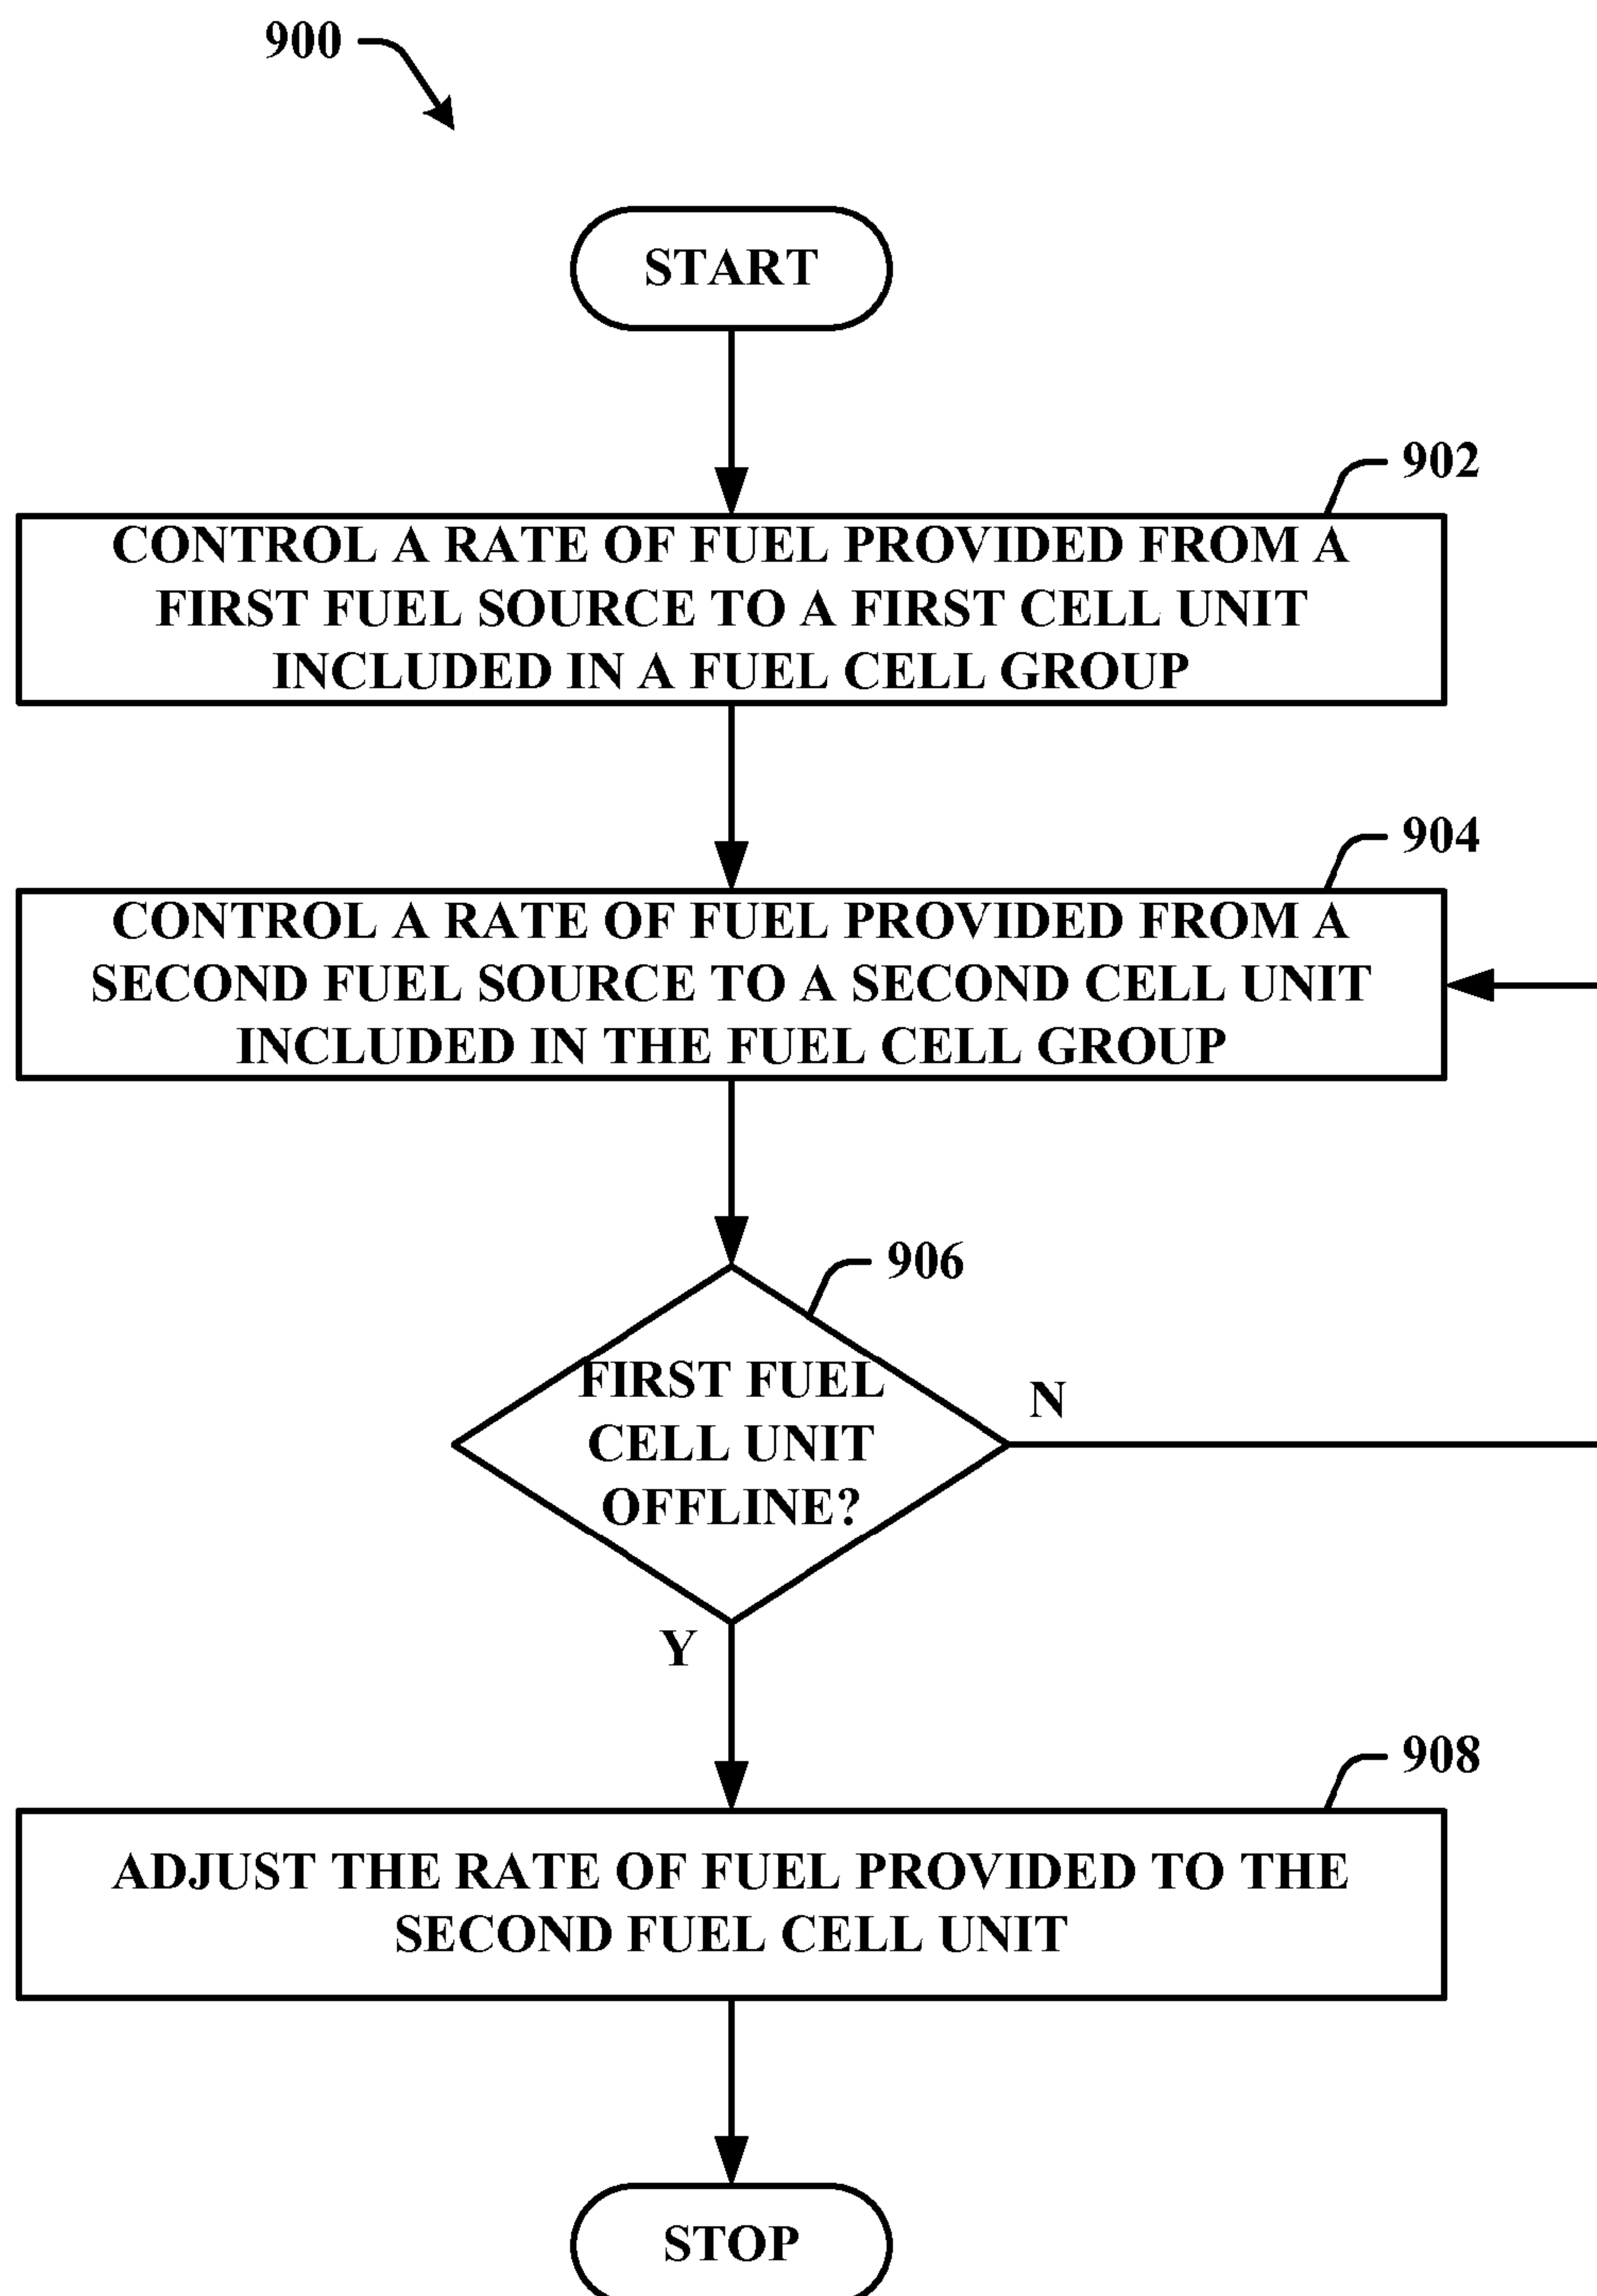 900
START
902
CONTROL A RATE OF FUEL PROVIDED FROM A
FIRST FUEL SOURCE TO A FIRST CELL UNIT
INCLUDED IN A FUEL CELL GROUP
904
CONTROL A RATE OF FUEL PROVIDED FROM A
SECOND FUEL SOURCE TO A SECOND CELL UNIT
INCLUDED IN THE FUEL CELL GROUP
906
FIRST FUEL
CELL UNIT
OFFLINE?
N
Y
908
ADJUST THE RATE OF FUEL PROVIDED TO THE
SECOND FUEL CELL UNIT
STOP